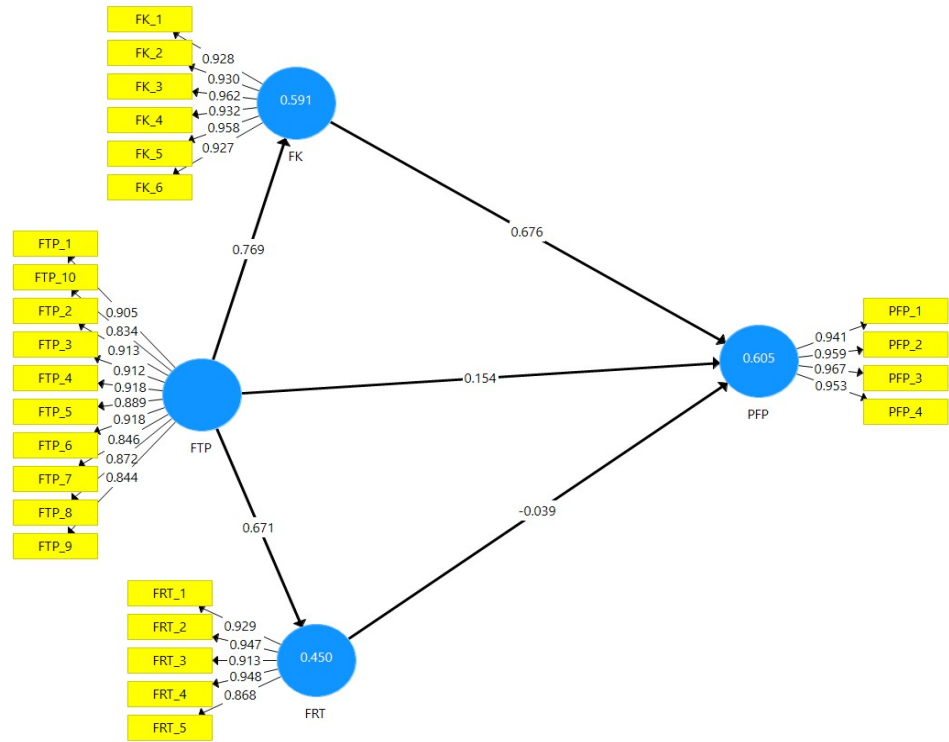 FK_1
FK_2
FK_3
FK_4
FK_5
FK_6
0.928
0.930
0.962
0.932
0.958
0.927
0.591
FK
0.769
0.676
FTP_1
FTP_10
FTP_2
FTP_3
FTP_4
FTP_5
FTP_6
FTP_7
FTP_8
FTP_9
0.905
0.834
0.913
0.912
0.918
0.889
0.918
0.846
0.872
0.844
FTP
0.154
0.605
PFP
0.941
0.959
0.967
0.953
PFP_1
PFP_2
PFP_3
PFP_4
0.671
-0.039
FRT_1
FRT_2
FRT_3
FRT_4
FRT_5
0.929
0.947
0.913
0.948
0.868
0.450
FRT